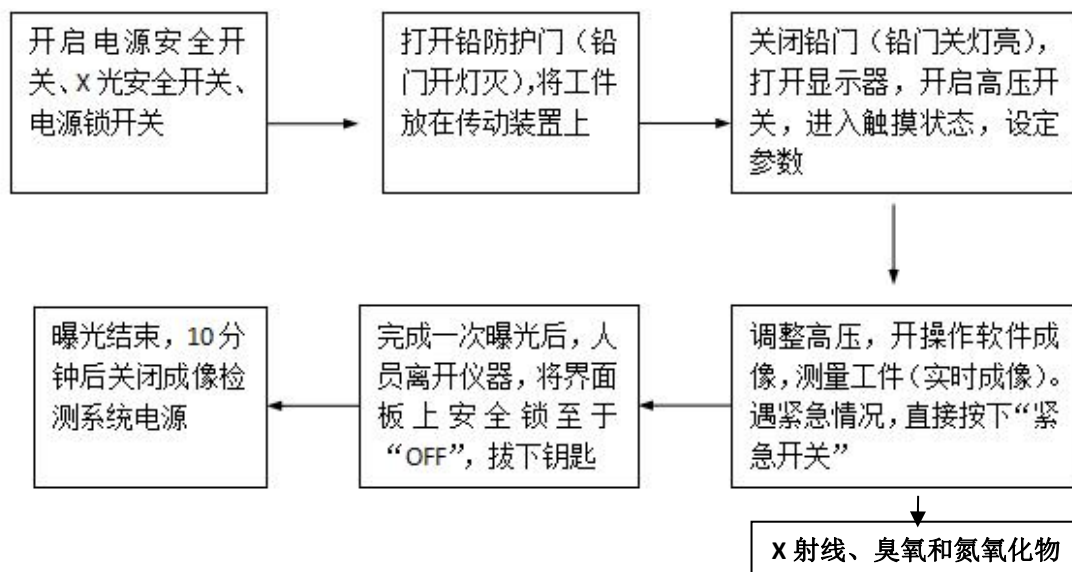 开启电源安全开
关、X光安全开关、
电源锁开关
打开铅防护门（铅
门开灯灭），将工件
放在传动装置上
关闭铅门（铅门关灯亮），
打开显示器，开启高压开
关，进入触摸状态，设定
参数
调整高压，开操作软件成
像，测量工件（实时成像）。
遇紧急情况，直接按下“紧
急开关”
完成一次曝光后，人
员离开仪器，将界面
板上安全锁至于
“OFF”，拔下钥匙
曝光结束，10分
钟后关闭成像检
测系统电源
X 射线、臭氧和氮氧化物